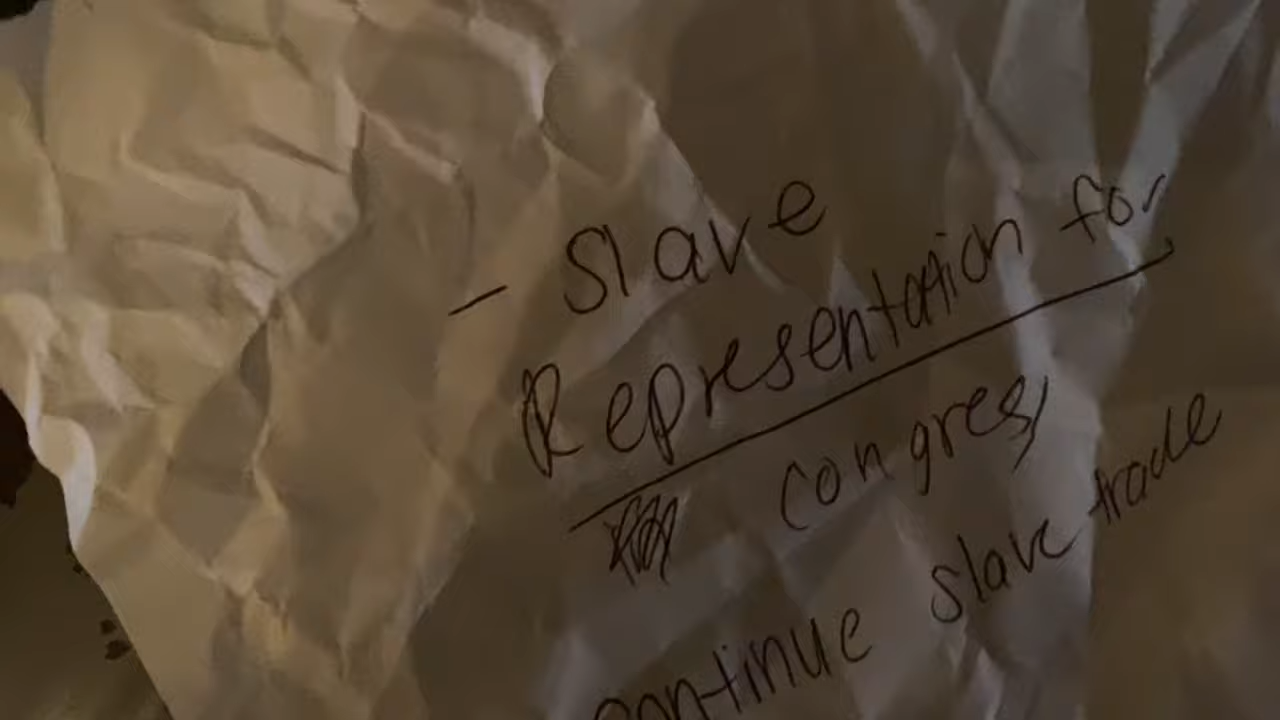 - Slave
Representation for
Congress
continue slave trade